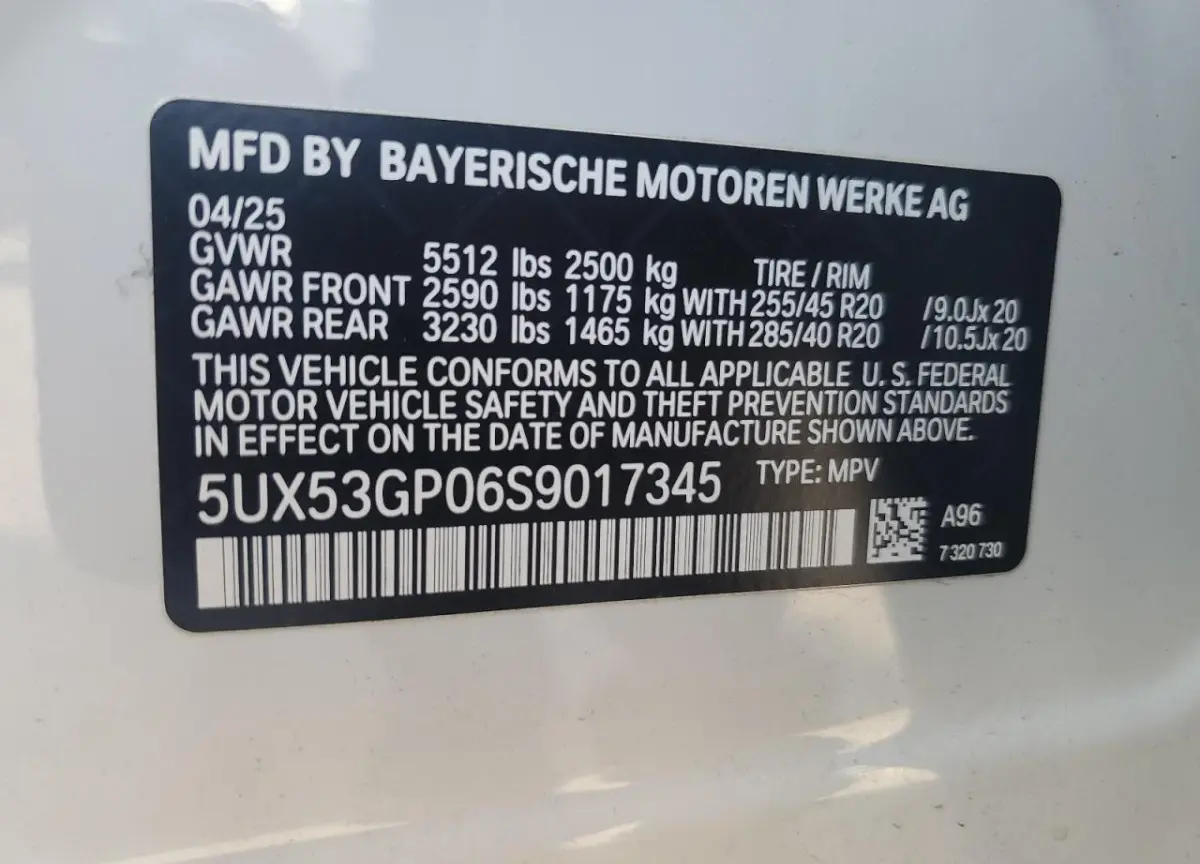 MFD BY BAYERISCHE MOTOREN WERKE AG
04/25
GVWR 5512 lbs 2500 kg TIRE / RIM
GAWR FRONT 2590 lbs 1175 kg WITH 255/45 R20 /9.0Jx20
GAWR REAR 3230 lbs 1465 kg WITH 285/40 R20 /10.5Jx20
THIS VEHICLE CONFORMS TO ALL APPLICABLE U. S. FEDERAL
MOTOR VEHICLE SAFETY AND THEFT PREVENTION STANDARDS
IN EFFECT ON THE DATE OF MANUFACTURE SHOWN ABOVE.
5UX53GP06S9017345 TYPE: MPV
A96
7 320 730